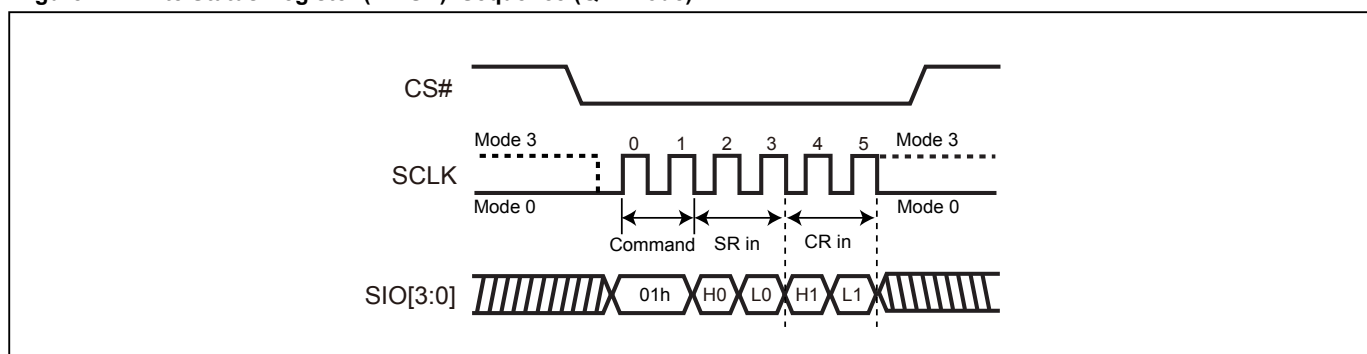 CS#
Mode 3
0 1 2 3 4 5
Mode 3
SCLK
Mode 0
Mode 0
Command
SR in
CR in
SIO[3:0]
01h
H0
L0
H1
L1